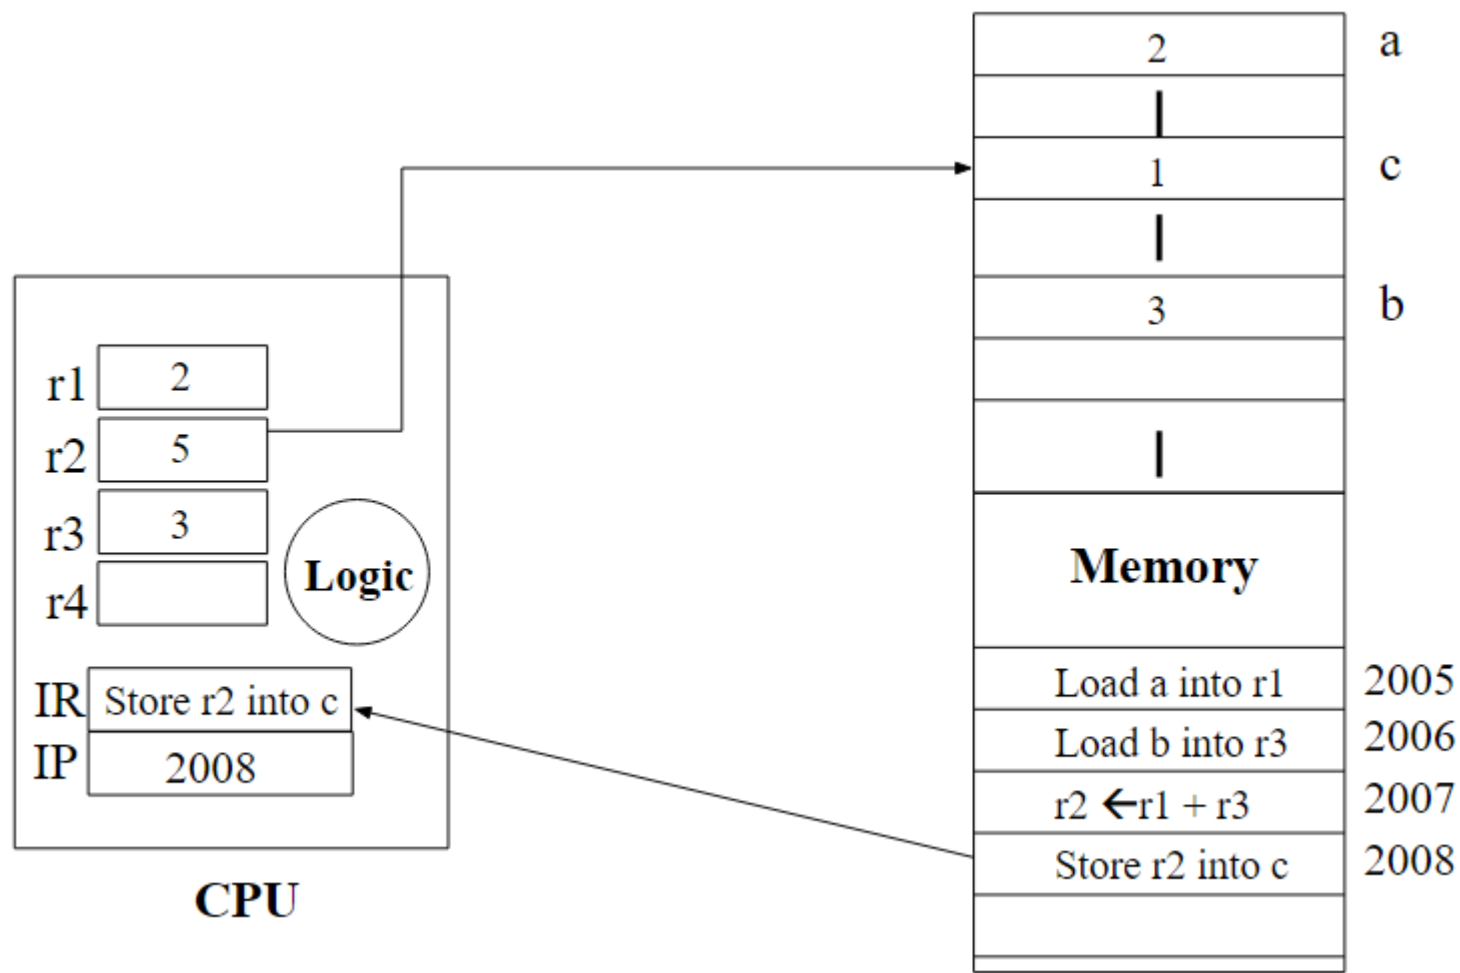 2 a
1 c
3 b
r1 2
r2 5
r3 3
r4
Logic
IR Store r2 into c
IP 2008
CPU
Memory
Load a into r1 2005
Load b into r3 2006
r2 ←r1 + r3 2007
Store r2 into c 2008